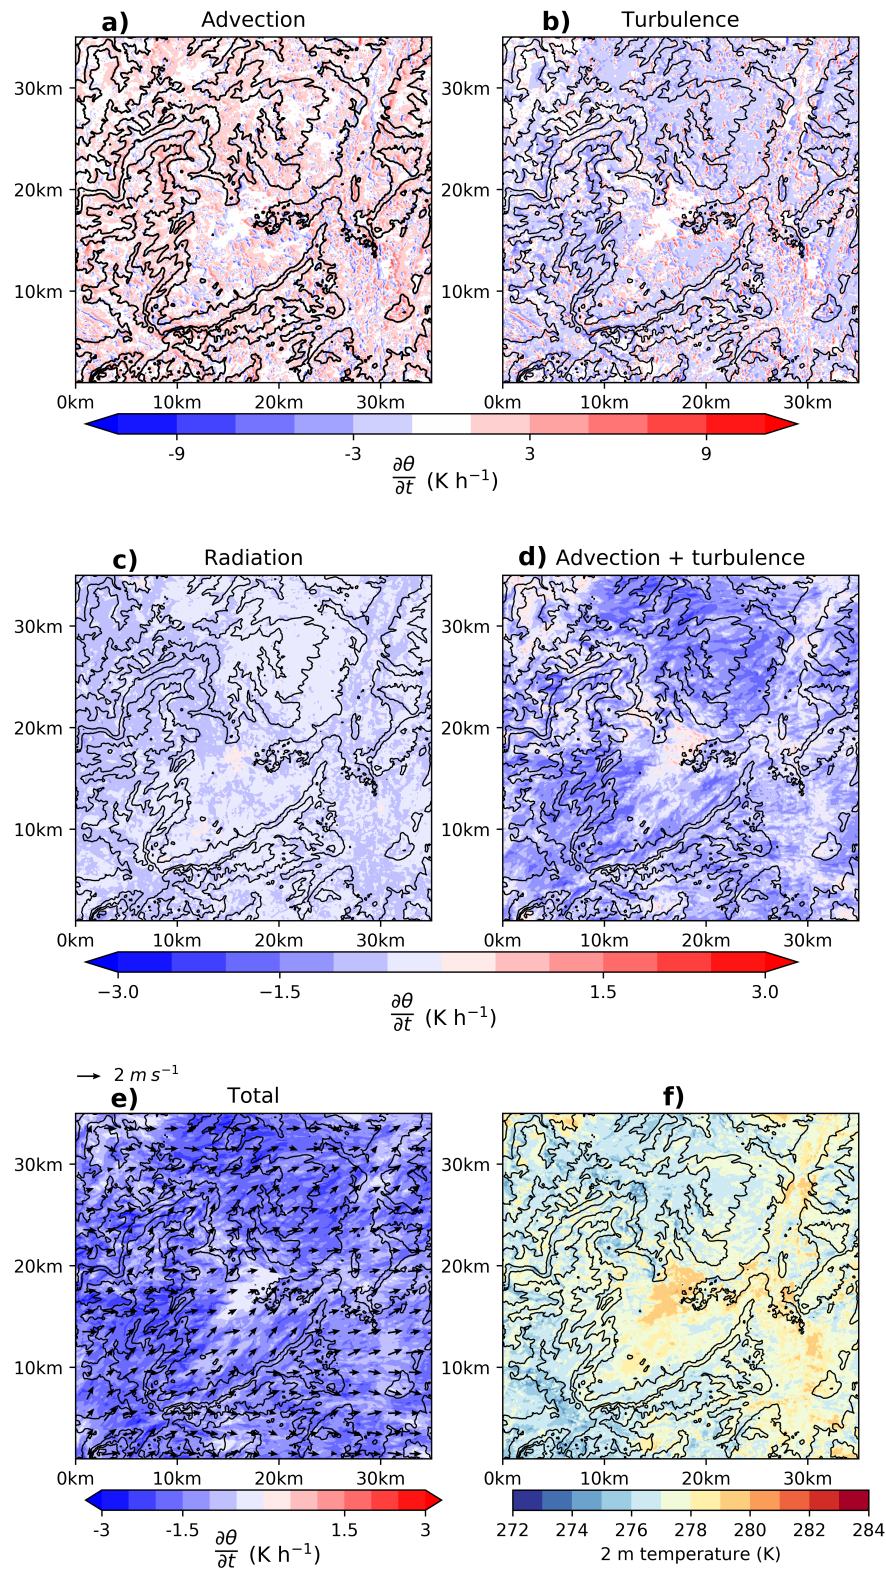 a) Advection
b) Turbulence
30km
20km
10km
0km 10km 20km 30km
30km
20km
10km
0km 10km 20km 30km
-9 -3 3 9
∂θ/∂t (K h⁻¹)
c) Radiation
d) Advection + turbulence
30km
20km
10km
0km 10km 20km 30km
30km
20km
10km
0km 10km 20km 30km
−3.0 −1.5 1.5 3.0
∂θ/∂t (K h⁻¹)
2 m s⁻¹
e) Total
f)
30km
20km
10km
0km 10km 20km 30km
30km
20km
10km
0km 10km 20km 30km
-3 -1.5 1.5 3
∂θ/∂t (K h⁻¹)
272 274 276 278 280 282 284
2 m temperature (K)